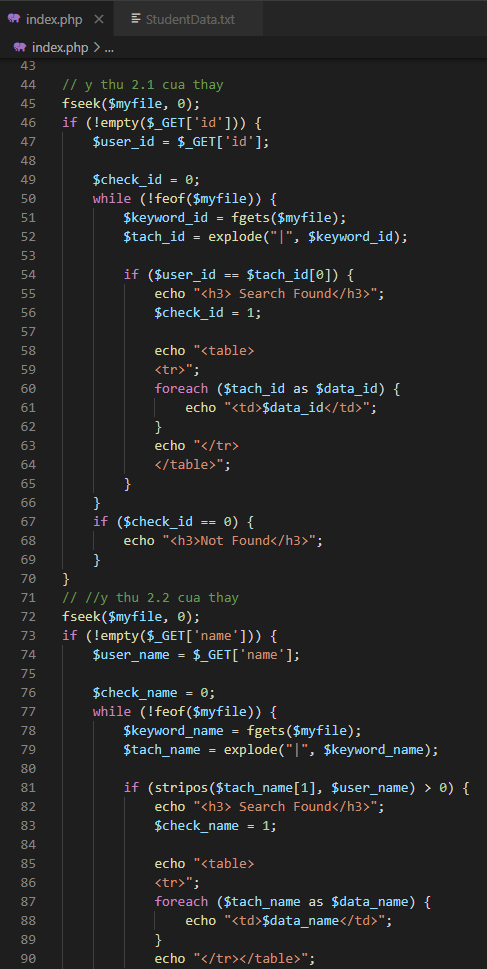 index.php × StudentData.txt
index.php > ...
43
44 // y thu 2.1 cua thay
45 fseek($myfile, 0);
46 if (!empty($_GET['id'])) {
47     $user_id = $_GET['id'];
48
49     $check_id = 0;
50     while (!feof($myfile)) {
51         $keyword_id = fgets($myfile);
52         $tach_id = explode("|", $keyword_id);
53
54         if ($user_id == $tach_id[0]) {
55             echo "<h3> Search Found</h3>";
56             $check_id = 1;
57
58             echo "<table>
59             <tr>";
60             foreach ($tach_id as $data_id) {
61                 echo "<td>$data_id</td>";
62             }
63             echo "</tr>
64             </table>";
65         }
66     }
67     if ($check_id == 0) {
68         echo "<h3>Not Found</h3>";
69     }
70 }
71 // //y thu 2.2 cua thay
72 fseek($myfile, 0);
73 if (!empty($_GET['name'])) {
74     $user_name = $_GET['name'];
75
76     $check_name = 0;
77     while (!feof($myfile)) {
78         $keyword_name = fgets($myfile);
79         $tach_name = explode("|", $keyword_name);
80
81         if (stripos($tach_name[1], $user_name) > 0) {
82             echo "<h3> Search Found</h3>";
83             $check_name = 1;
84
85             echo "<table>
86             <tr>";
87             foreach ($tach_name as $data_name) {
88                 echo "<td>$data_name</td>";
89             }
90             echo "</tr></table>";